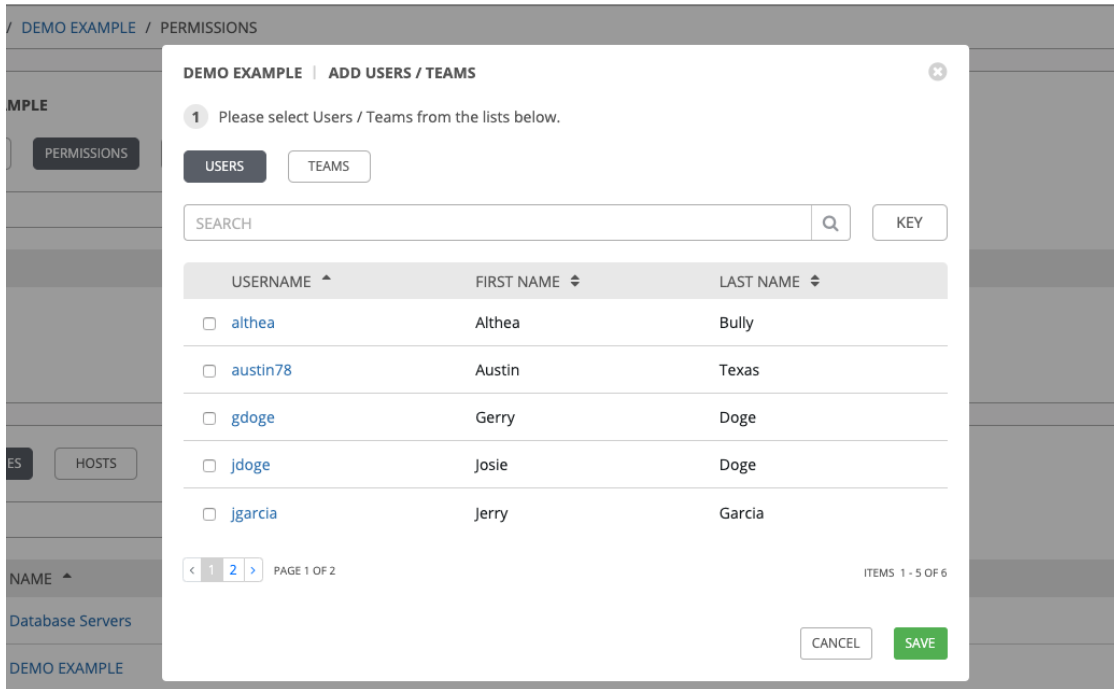 / DEMO EXAMPLE / PERMISSIONS
DEMO EXAMPLE | ADD USERS / TEAMS
1 Please select Users / Teams from the lists below.
PERMISSIONS
USERS TEAMS
SEARCH KEY
USERNAME FIRST NAME LAST NAME
althea Althea Bully
austin78 Austin Texas
gdoge Gerry Doge
HOSTS
jdoge Josie Doge
jgarcia Jerry Garcia
< 1 2 > PAGE 1 OF 2 ITEMS 1 - 5 OF 6
NAME
Database Servers
CANCEL SAVE
DEMO EXAMPLE